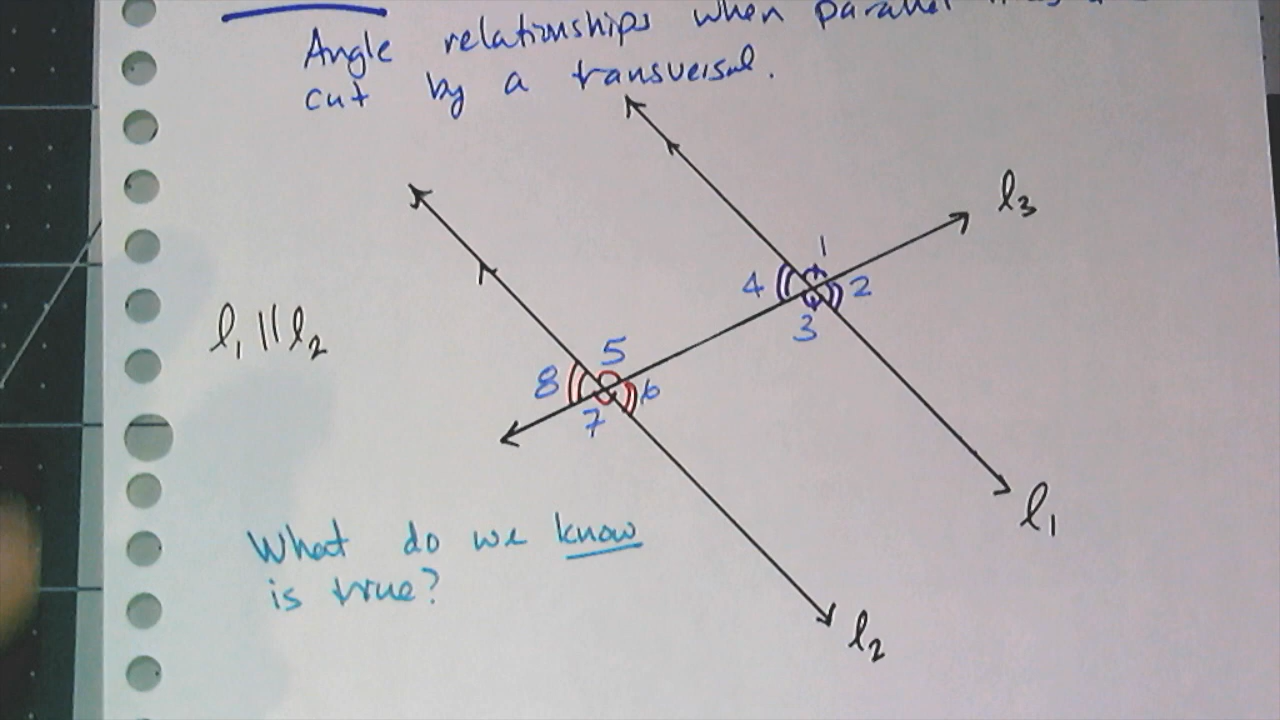 Angle relationships when parallel
cut by a transversal.
l₃
1
4 2
3
l₁ || l₂
5
8 6
7
l₁
What do we know
is true?
l₂